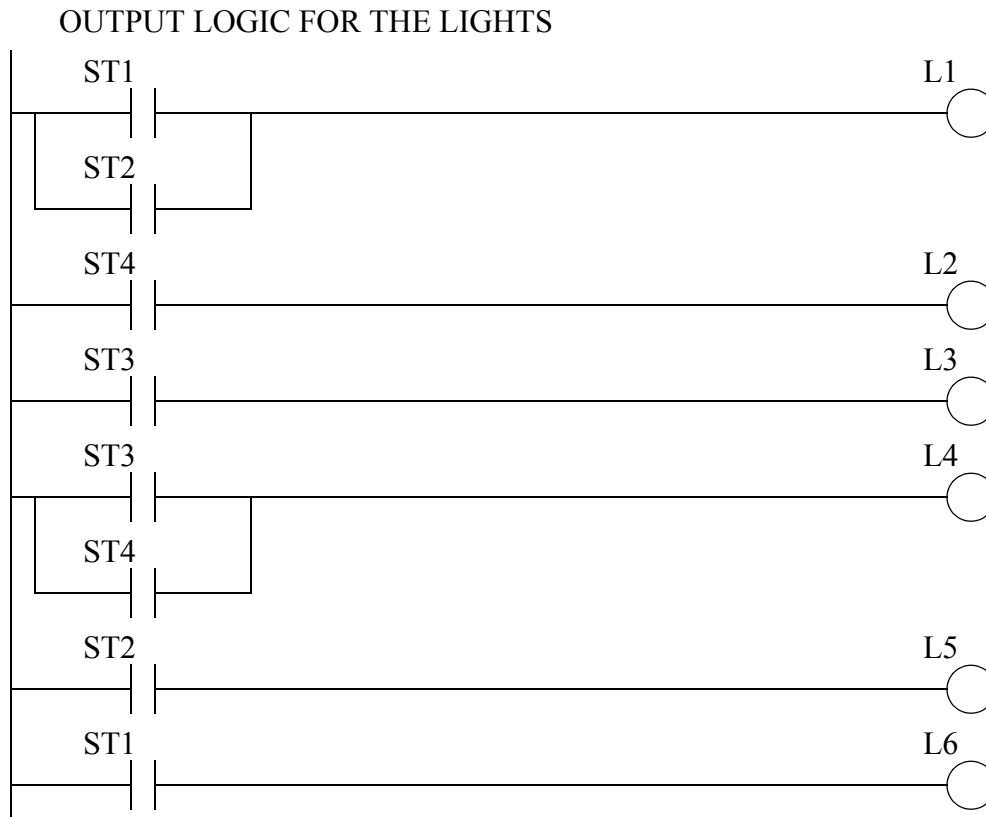 OUTPUT LOGIC FOR THE LIGHTS
ST1 L1
ST2
ST4 L2
ST3 L3
ST3 L4
ST4
ST2 L5
ST1 L6